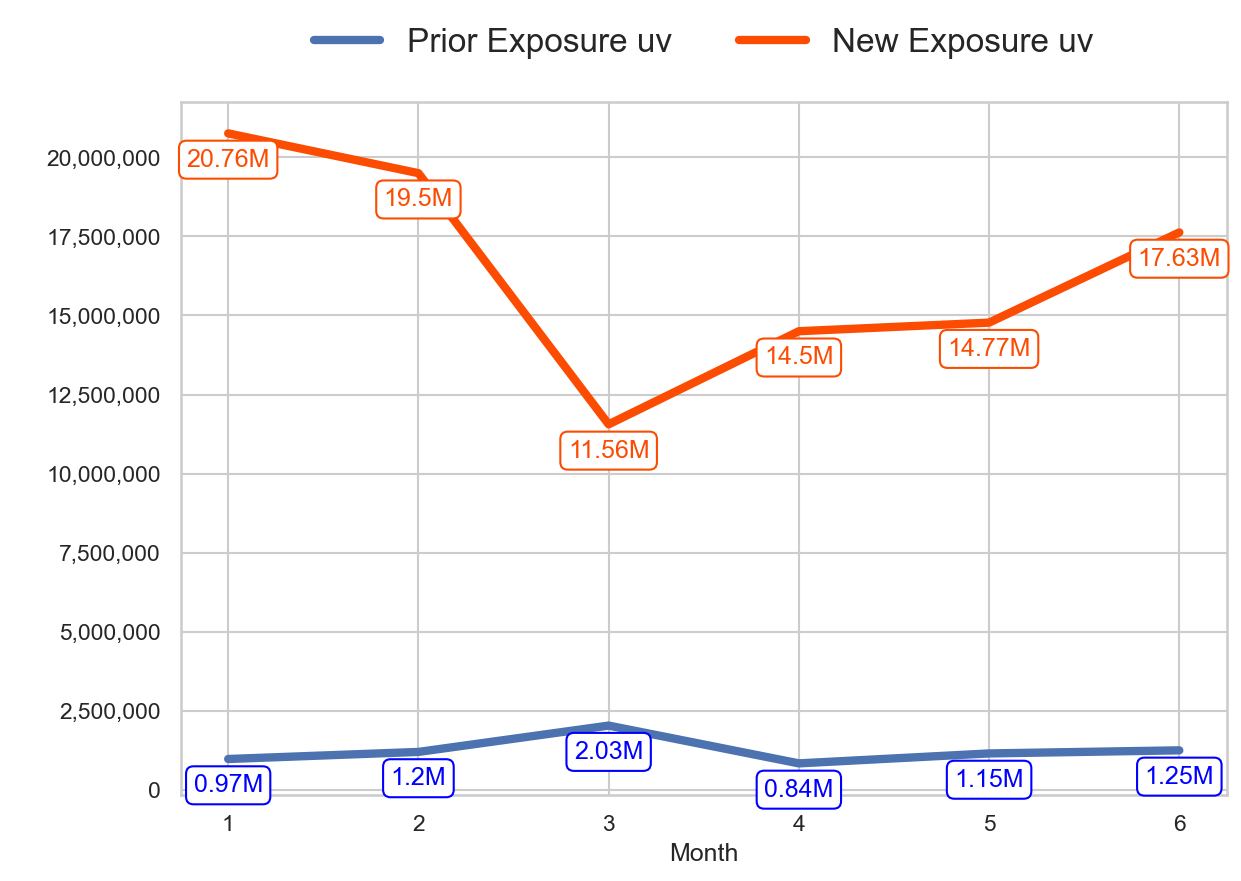 Prior Exposure uv New Exposure uv
20,000,000
17,500,000
15,000,000
12,500,000
10,000,000
7,500,000
5,000,000
2,500,000
0
20.76M
19.5M
11.56M
14.5M
14.77M
17.63M
0.97M
1.2M
2.03M
0.84M
1.15M
1.25M
1 2 3 4 5 6
Month